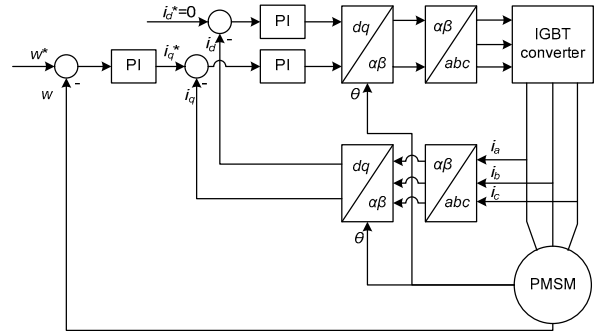 i_d*=0
PI
dq
αβ
αβ
abc
IGBT
converter
w*
w
-
PI
i_q*
i_d
-
i_q
-
PI
θ
dq
αβ
αβ
abc
i_a
i_b
i_c
θ
PMSM